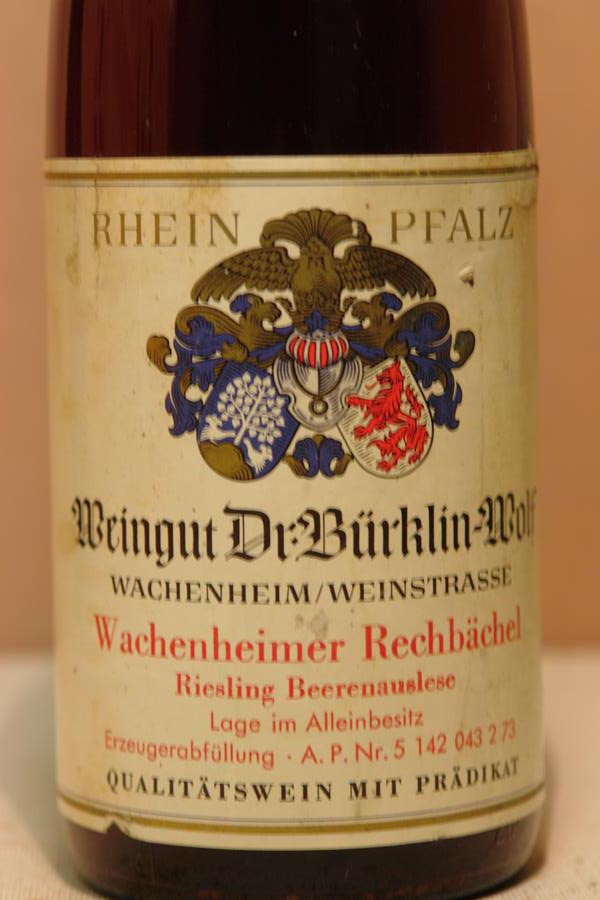 RHEIN PFALZ
Weingut Dr. Bürklin-Wolf
WACHENHEIM/WEINSTRASSE
Wachenheimer Rechbächel
Riesling Beerenauslese
Lage im Alleinbesitz
Erzeugerabfüllung · A. P. Nr. 5 142 043 2 73
QUALITÄTSWEIN MIT PRÄDIKAT